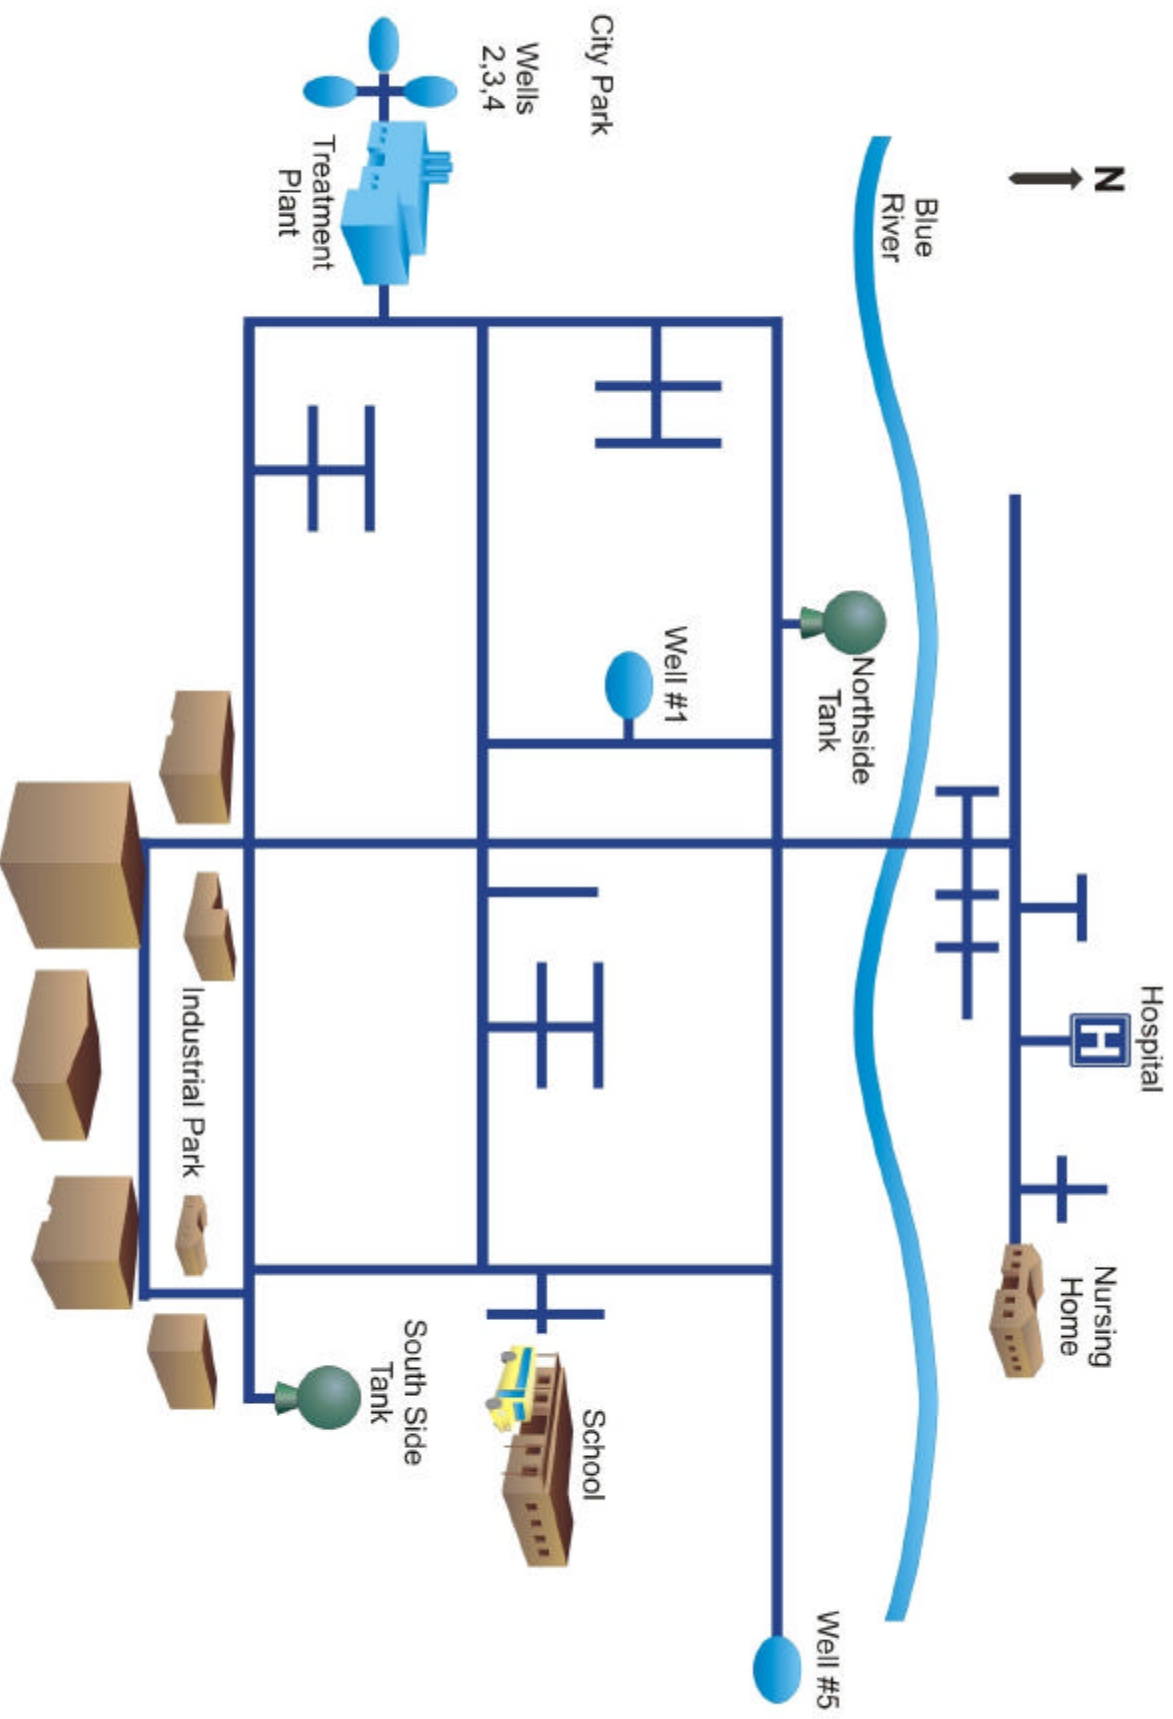 N
Blue
River
Hospital
Nursing
Home
H
City Park
Northside
Tank
Well #5
Wells
2,3,4
Well #1
School
Treatment
Plant
South Side
Tank
Industrial Park